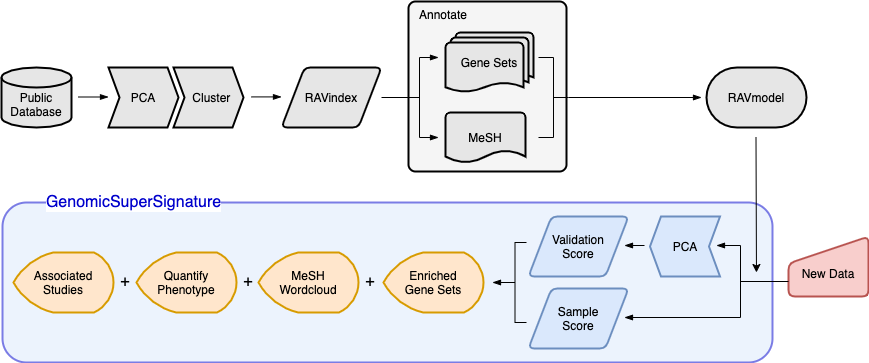 Annotate
Public
Database
PCA
Cluster
RAVindex
Gene Sets
MeSH
RAVmodel
GenomicSuperSignature
Associated
Studies
+
Quantify
Phenotype
+
MeSH
Wordcloud
+
Enriched
Gene Sets
Validation
Score
PCA
Sample
Score
New Data